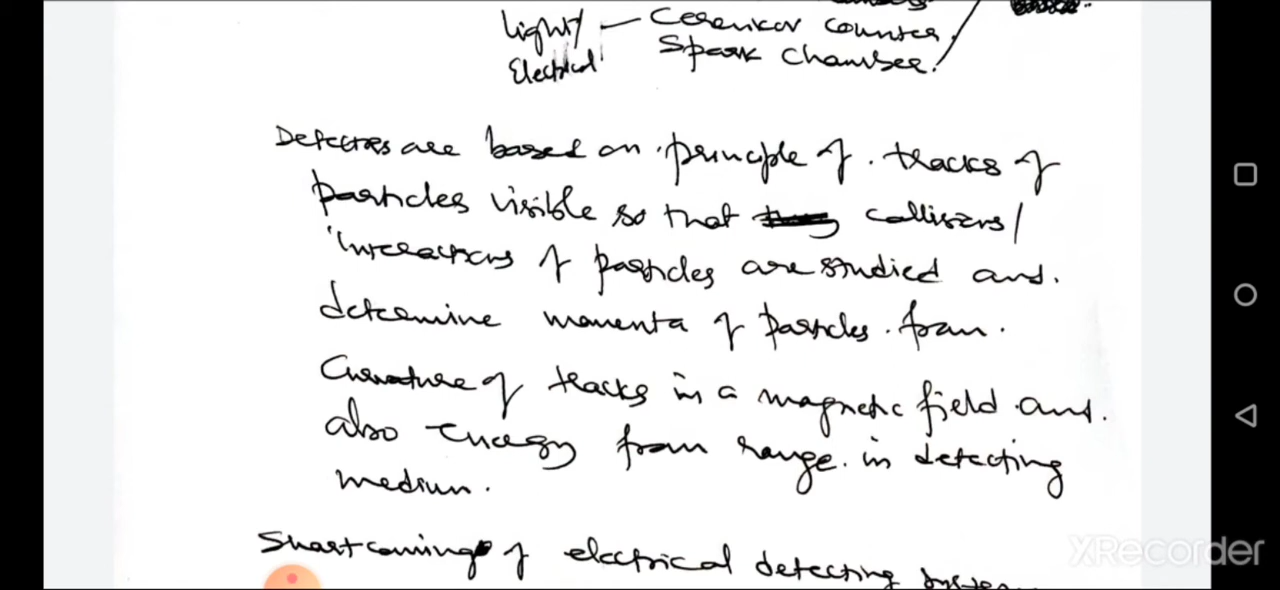 Light/ — Cerenkov counter,
Electrical Spark Chamber.
Detectors are based on principle of tracks of
particles visible so that collisions/
interactions of particles are studied and
determine momenta of particles from
Curvature of tracks in a magnetic field and
also energy from range in detecting
medium.
Shortcomings of electrical detecting system
XRecorder